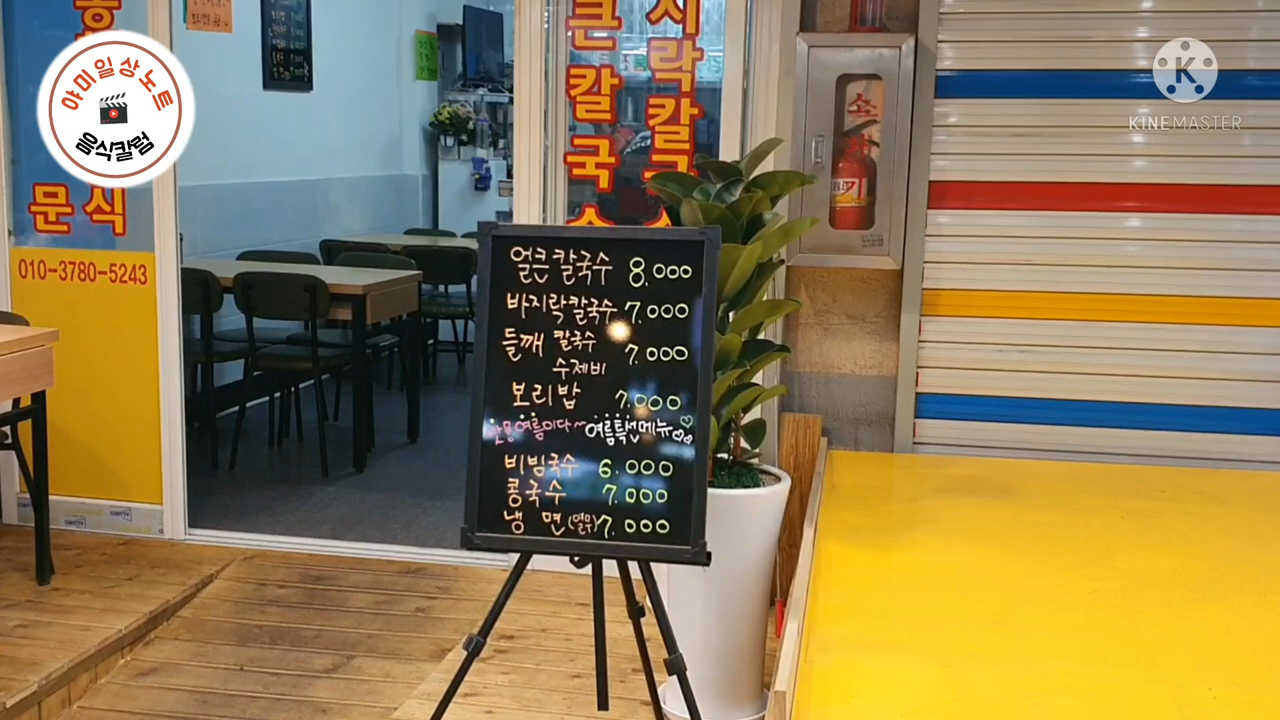 야미일상노트
음식칼럼
홍
문식
010-3780-5243
큰칼국수
지락칼국
소
얼큰칼국수 8.000
바지락칼국수 7.000
들깨 칼국수 7.000
수제비
보리밥 7.000
여름이다~여름특선메뉴
비빔국수 6.000
콩국수 7.000
냉 면(열무)7.000
K
KINEMASTER